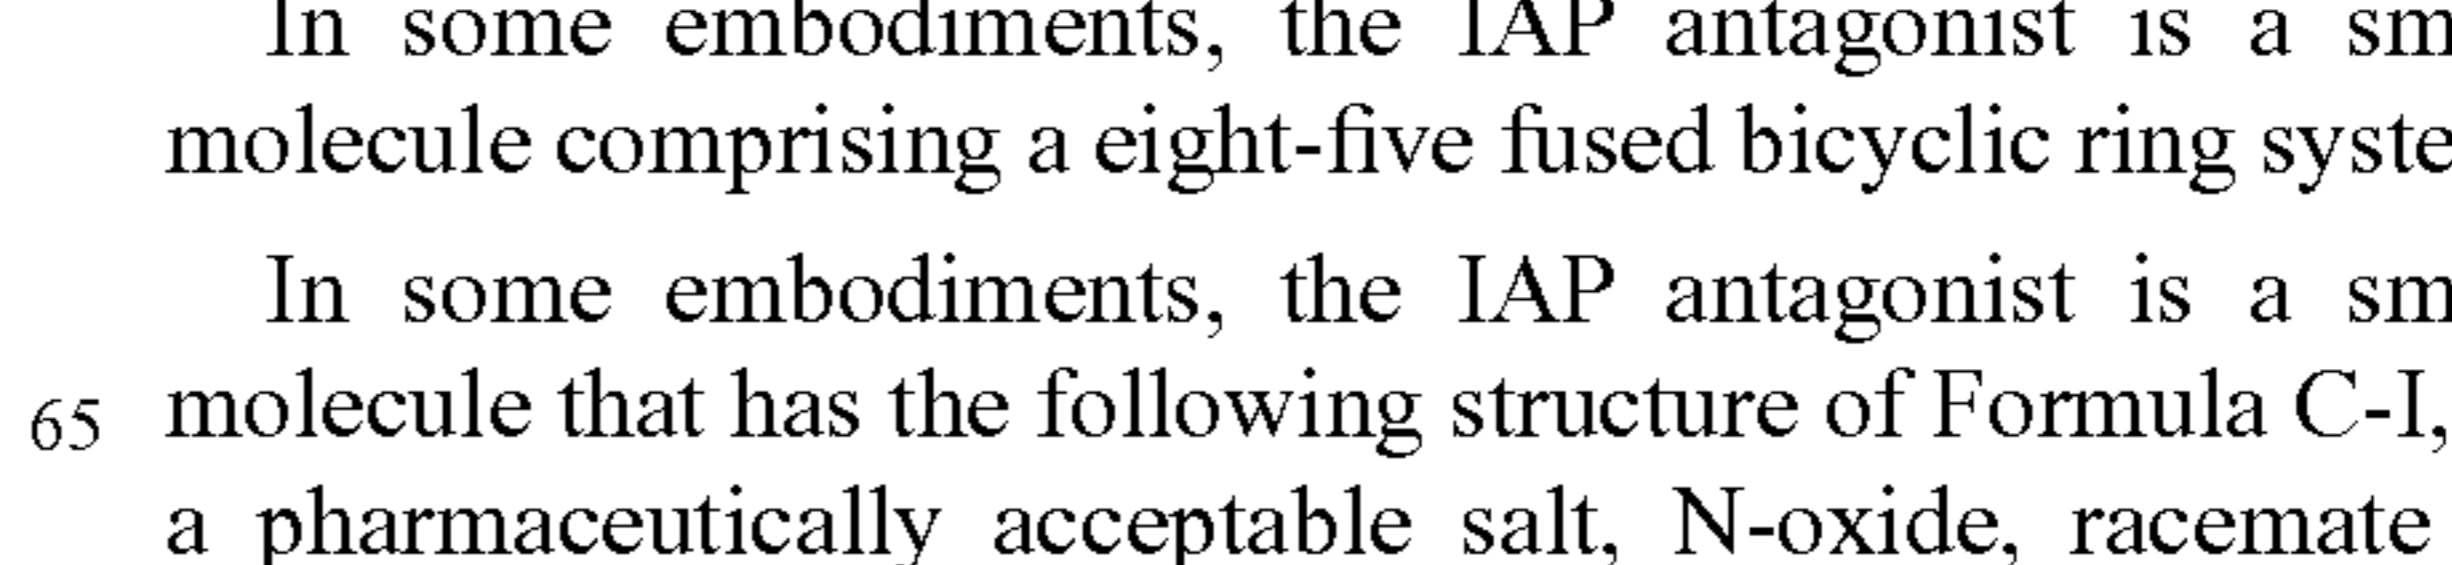 In some embodiments, the IAP antagonist is a sm
molecule comprising a eight-five fused bicyclic ring syste
In some embodiments, the IAP antagonist is a sm
65 molecule that has the following structure of Formula C-I,
a pharmaceutically acceptable salt, N-oxide, racemate